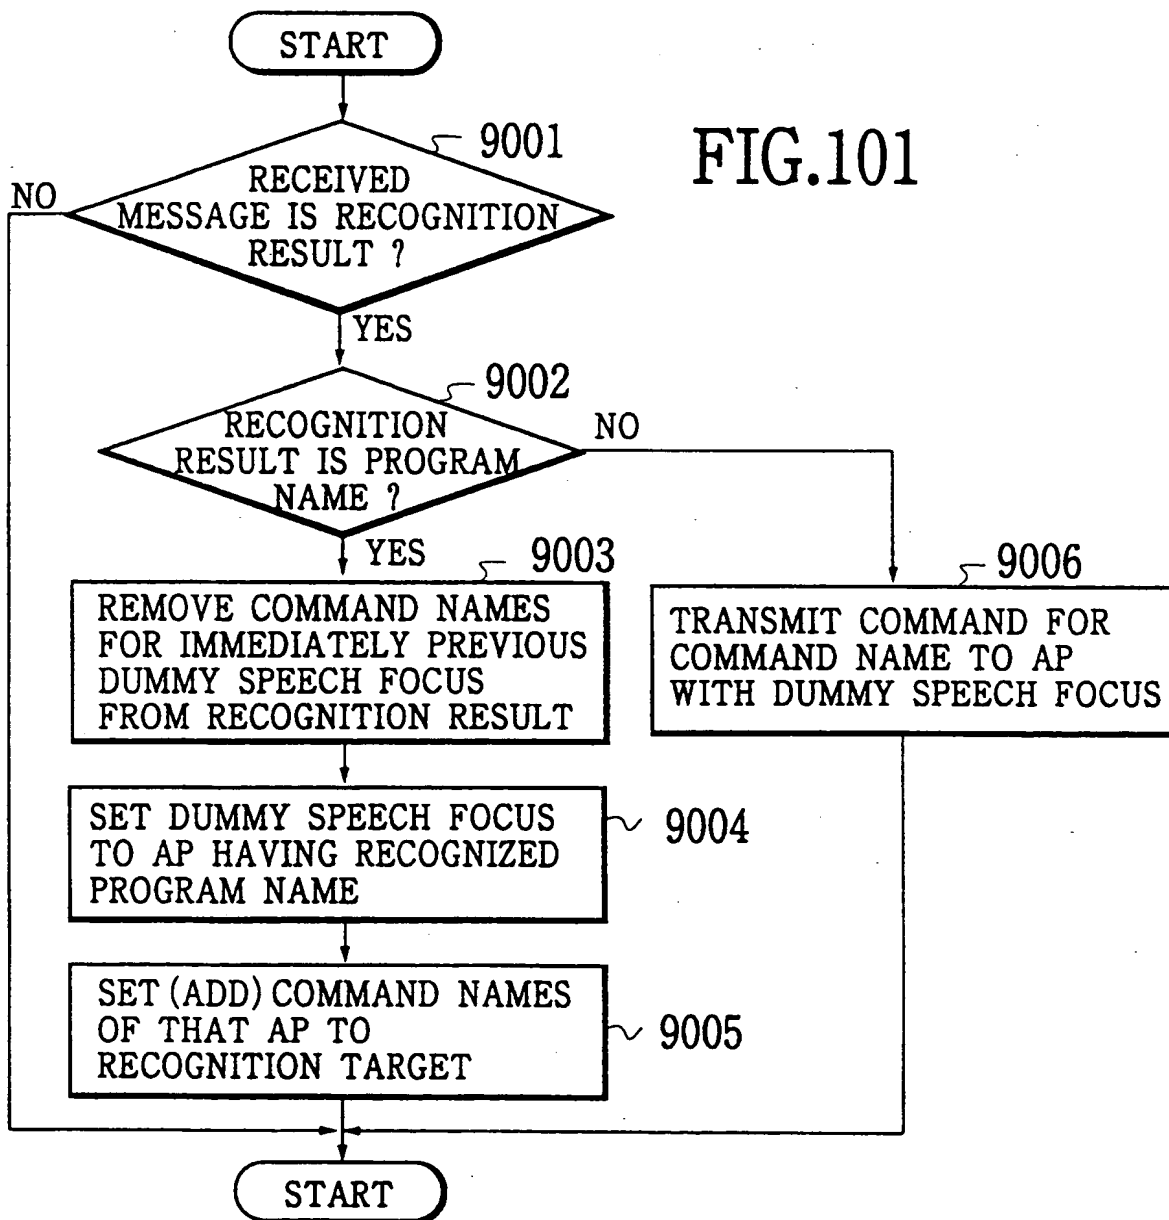 START
FIG.101
9001
RECEIVED
MESSAGE IS RECOGNITION
RESULT ?
NO
YES
9002
RECOGNITION
RESULT IS PROGRAM
NAME ?
NO
YES
9003
REMOVE COMMAND NAMES
FOR IMMEDIATELY PREVIOUS
DUMMY SPEECH FOCUS
FROM RECOGNITION RESULT
9006
TRANSMIT COMMAND FOR
COMMAND NAME TO AP
WITH DUMMY SPEECH FOCUS
SET DUMMY SPEECH FOCUS
TO AP HAVING RECOGNIZED
PROGRAM NAME
9004
SET (ADD) COMMAND NAMES
OF THAT AP TO
RECOGNITION TARGET
9005
START